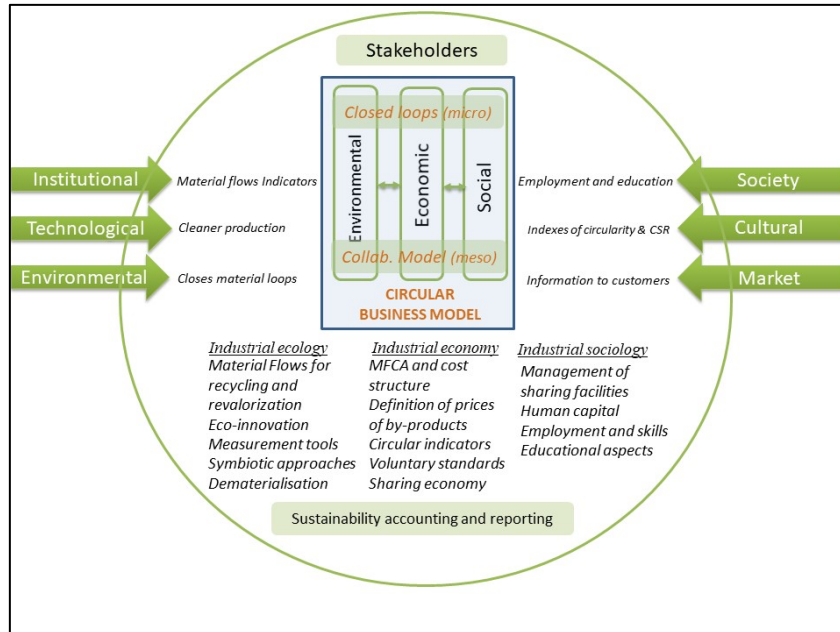 Stakeholders
Closed loops (micro)
Environmental
Economic
Social
Collab. Model (meso)
CIRCULAR
BUSINESS MODEL
Institutional
Material flows Indicators
Technological
Cleaner production
Environmental
Closes material loops
Employment and education
Society
Indexes of circularity & CSR
Cultural
Information to customers
Market
Industrial ecology
Material Flows for
recycling and
revalorization
Eco-innovation
Measurement tools
Symbiotic approaches
Dematerialisation
Industrial economy
MFCA and cost
structure
Definition of prices
of by-products
Circular indicators
Voluntary standards
Sharing economy
Industrial sociology
Management of
sharing facilities
Human capital
Employment and skills
Educational aspects
Sustainability accounting and reporting